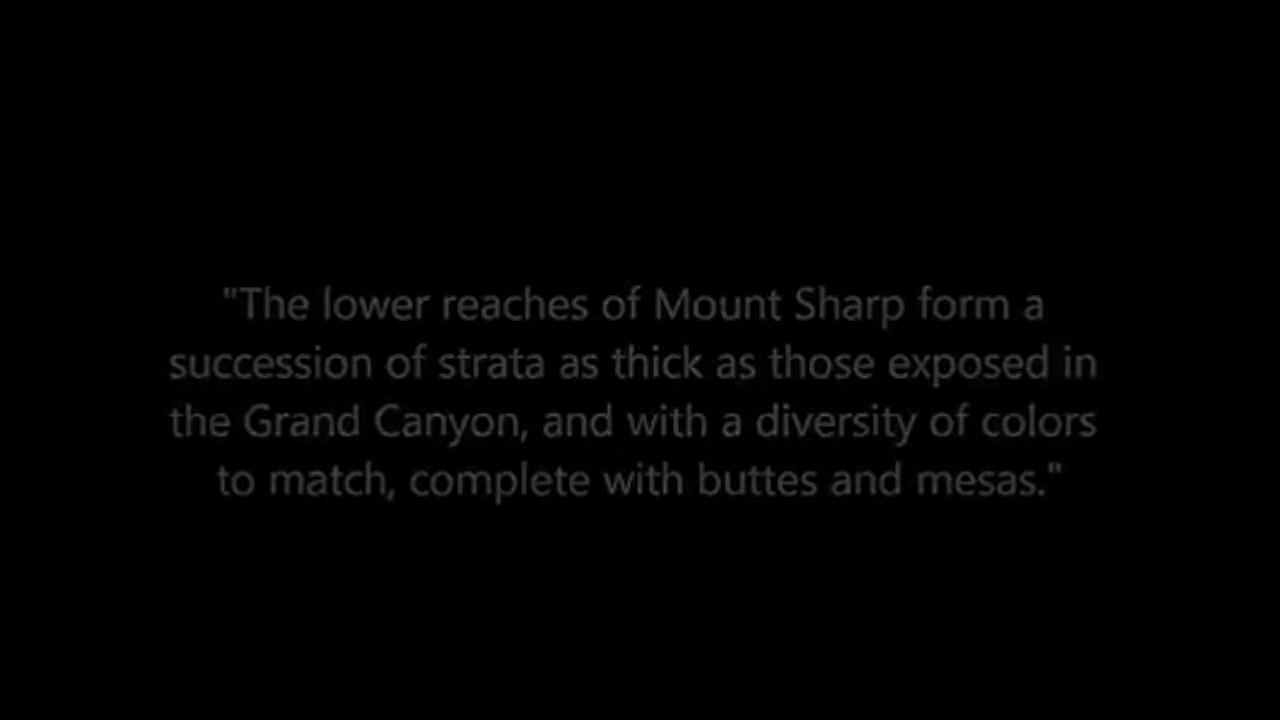 "The lower reaches of Mount Sharp form a
succession of strata as thick as those exposed in
the Grand Canyon, and with a diversity of colors
to match, complete with buttes and mesas."